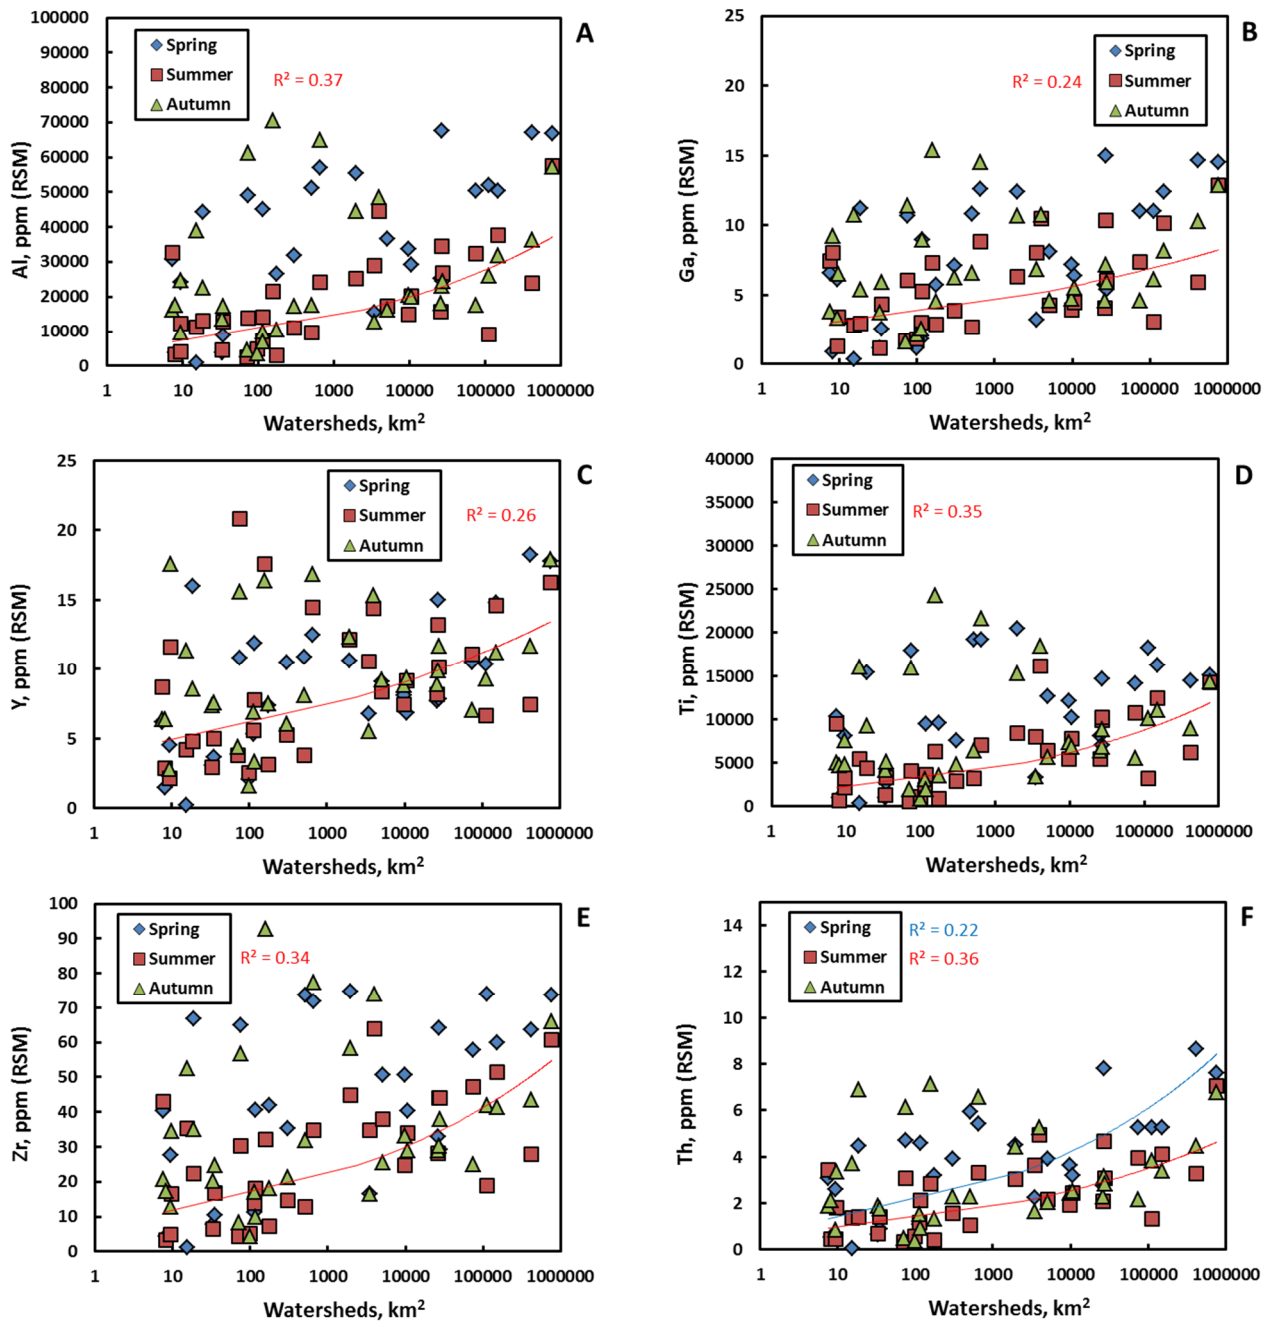 A
Al, ppm (RSM)
100000
90000
80000
70000
60000
50000
40000
30000
20000
10000
0
Spring
Summer
Autumn
R² = 0.37
1 10 100 1000 10000 100000 1000000
Watersheds, km²
B
Ga, ppm (RSM)
25
20
15
10
5
0
Spring
Summer
Autumn
R² = 0.24
1 10 100 1000 10000 100000 1000000
Watersheds, km²
C
Y, ppm (RSM)
25
20
15
10
5
0
Spring
Summer
Autumn
R² = 0.26
1 10 100 1000 10000 100000 1000000
Watersheds, km²
D
Ti, ppm (RSM)
40000
35000
30000
25000
20000
15000
10000
5000
0
Spring
Summer
Autumn
R² = 0.35
1 10 100 1000 10000 100000 1000000
Watersheds, km²
E
Zr, ppm (RSM)
100
90
80
70
60
50
40
30
20
10
0
Spring
Summer
Autumn
R² = 0.34
1 10 100 1000 10000 100000 1000000
Watersheds, km²
F
Th, ppm (RSM)
14
12
10
8
6
4
2
0
Spring
Summer
Autumn
R² = 0.22
R² = 0.36
1 10 100 1000 10000 100000 1000000
Watersheds, km²